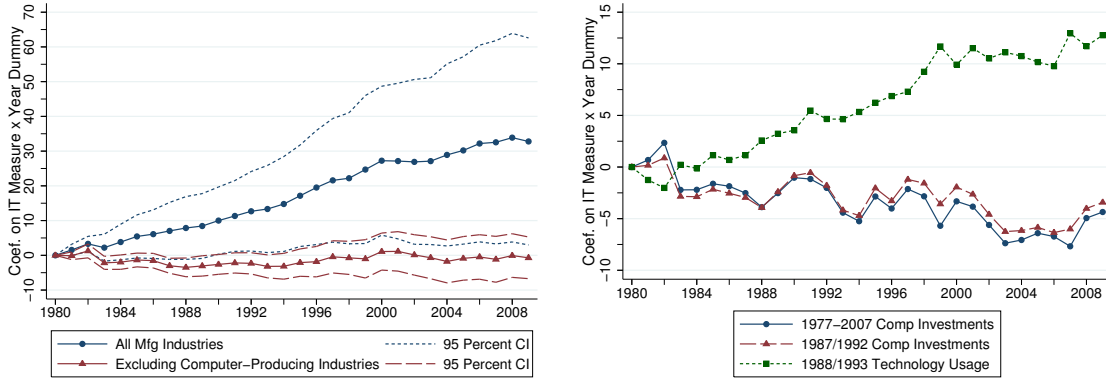 Coef. on IT Measure x Year Dummy
70
60
50
40
30
20
10
0
−10
1980 1984 1988 1992 1996 2000 2004 2008
All Mfg Industries 95 Percent CI
Excluding Computer−Producing Industries 95 Percent CI
Coef. on IT Measure x Year Dummy
15
10
5
0
−5
−10
1980 1984 1988 1992 1996 2000 2004 2008
1977−2007 Comp Investments
1987/1992 Comp Investments
1988/1993 Technology Usage